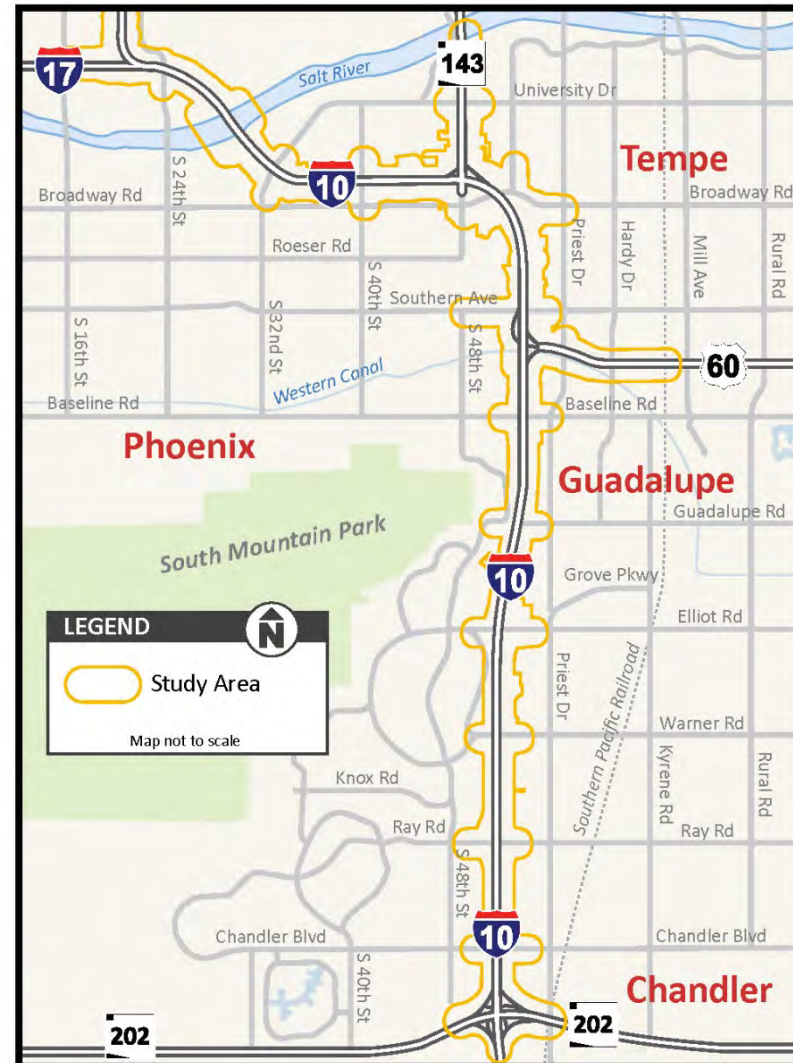 17
Salt River
143
University Dr
Tempe
S 24th St
10
Broadway Rd
Broadway Rd
Roeser Rd
Priest Dr
Hardy Dr
Mill Ave
Rural Rd
S 40th St
Southern Ave
S 16th St
S 32nd St
S 48th St
Western Canal
60
Baseline Rd
Baseline Rd
Phoenix
Guadalupe
Guadalupe Rd
South Mountain Park
10
Grove Pkwy
LEGEND
N
Elliot Rd
Study Area
Priest Dr
Southern Pacific Railroad
Map not to scale
Warner Rd
Knox Rd
Kyrene Rd
Rural Rd
Ray Rd
Ray Rd
S 48th St
10
Chandler Blvd
Chandler Blvd
S 40th St
Chandler
202
202